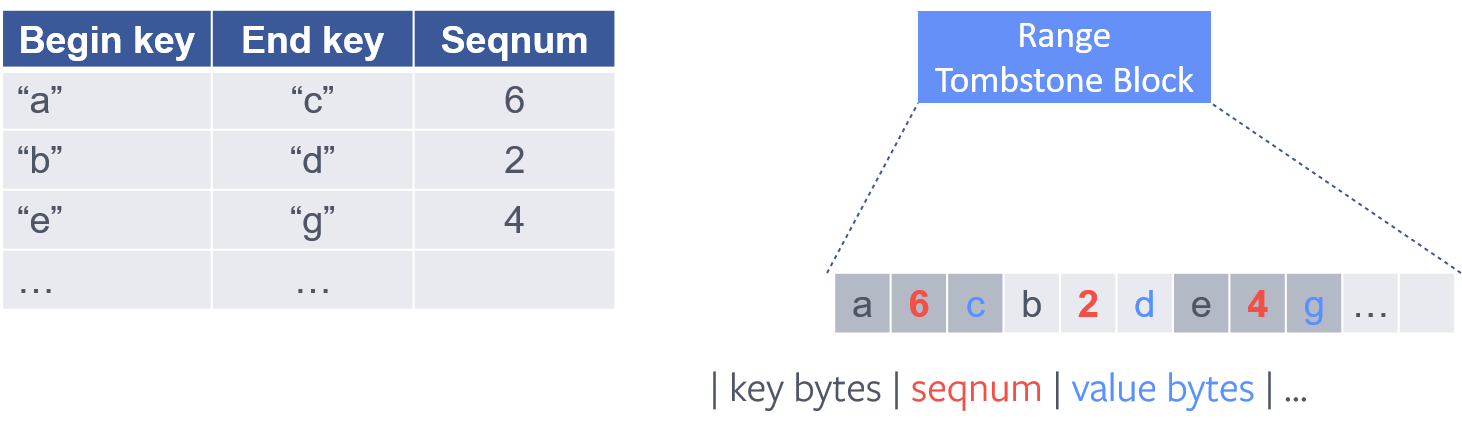 Begin key End key Seqnum
“a” “c” 6
“b” “d” 2
“e” “g” 4
… …
Range
Tombstone Block
a 6 c b 2 d e 4 g …
| key bytes | seqnum | value bytes | ...